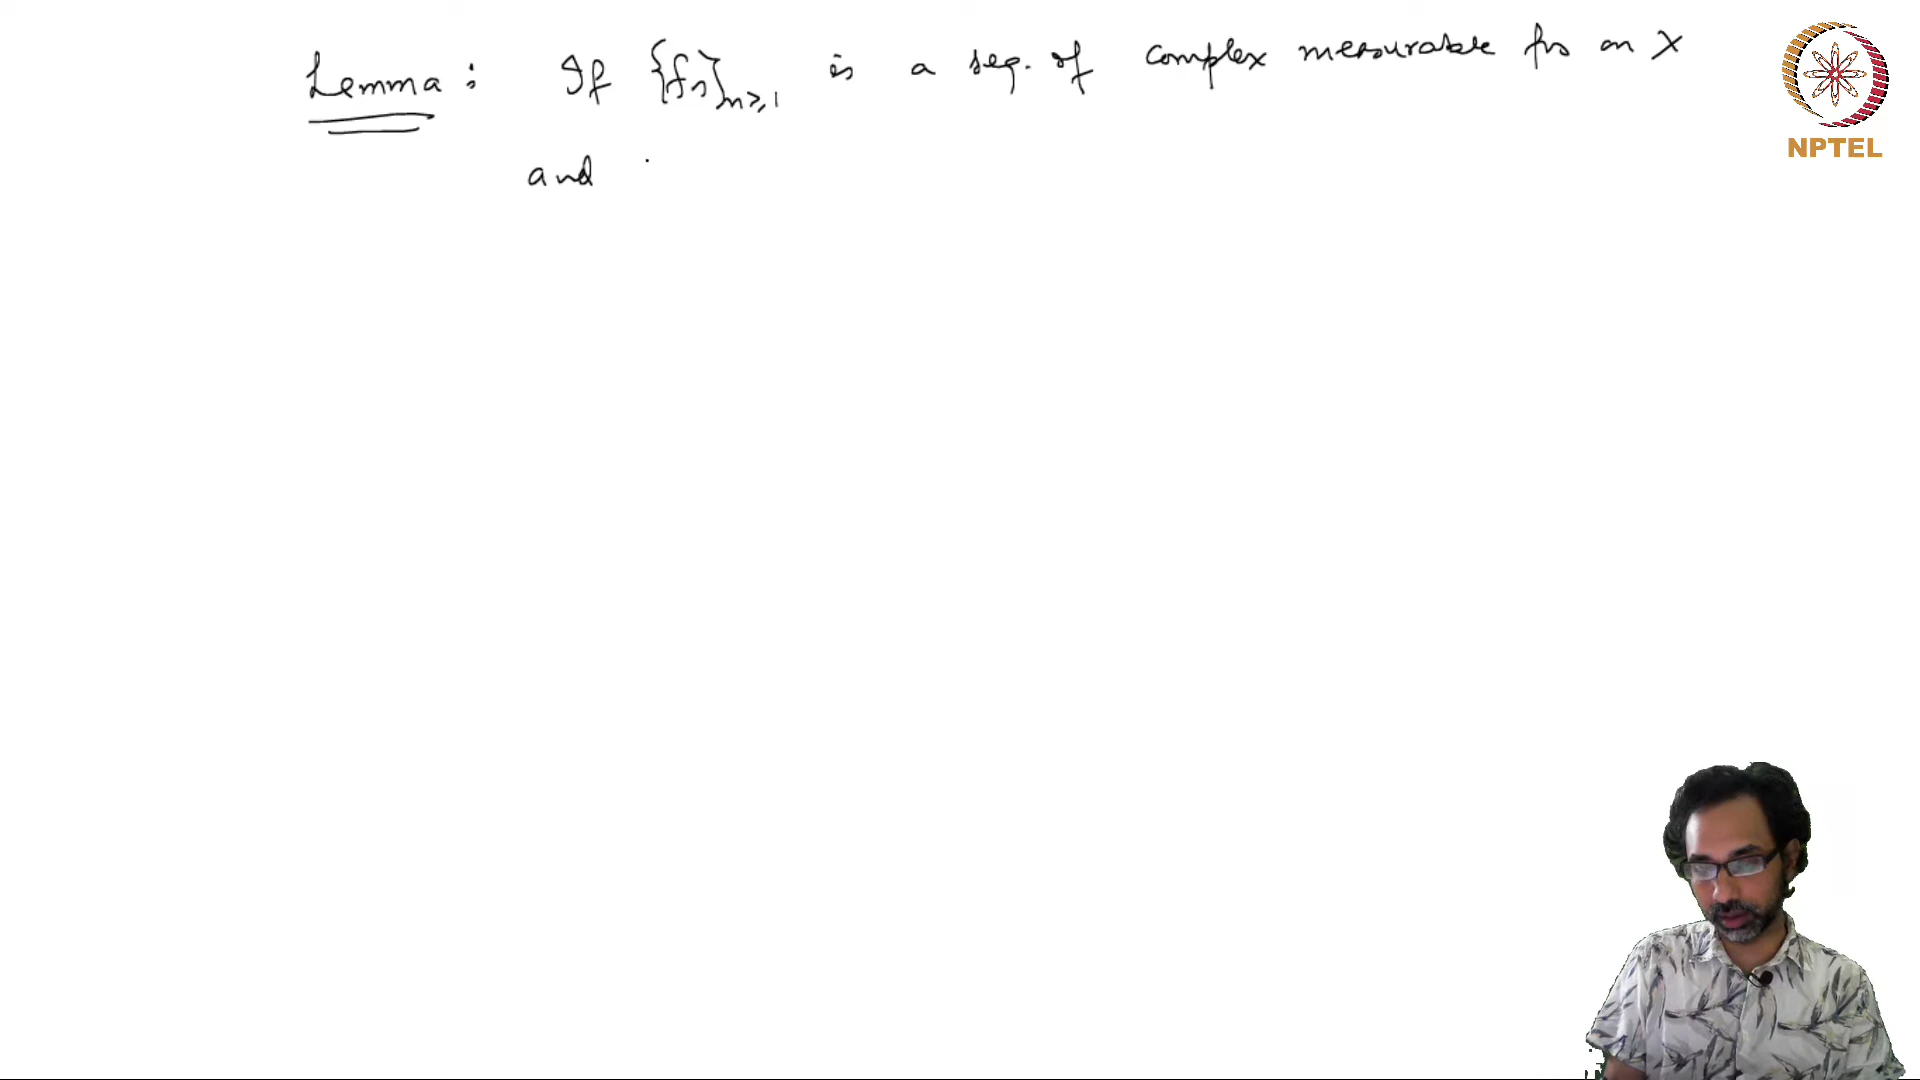 Lemma : If {fn}n≥1 is a seq. of complex measurable fns on X
and
NPTEL